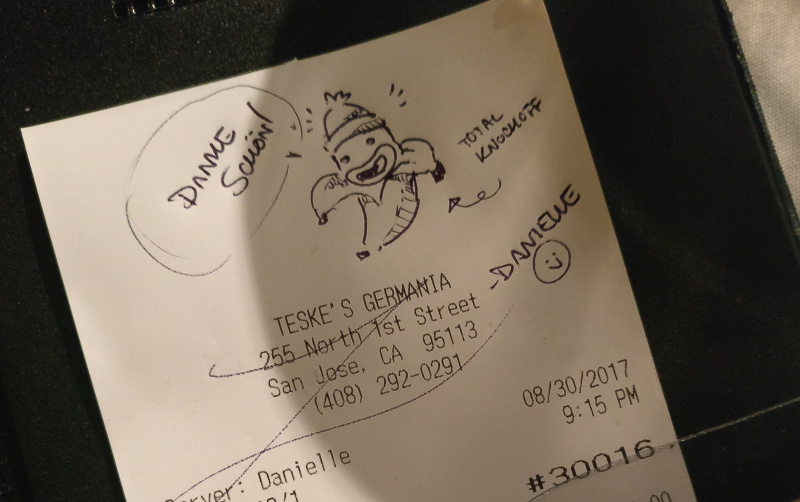 DANKE
SCHÖN!
TOTAL
KNOCKOFF
-DANIELLE
TESKE'S GERMANIA
255 North 1st Street
San Jose, CA 95113
(408) 292-0291
08/30/2017
9:15 PM
Server: Danielle
#30016